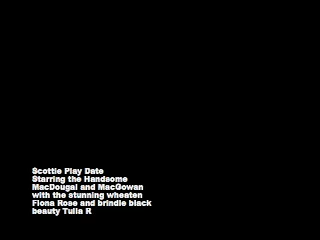 Scottie Play Date
Starring the Handsome
MacDougal and MacGowan
with the stunning wheaten
Fiona Rose and brindle black
beauty Tulla R